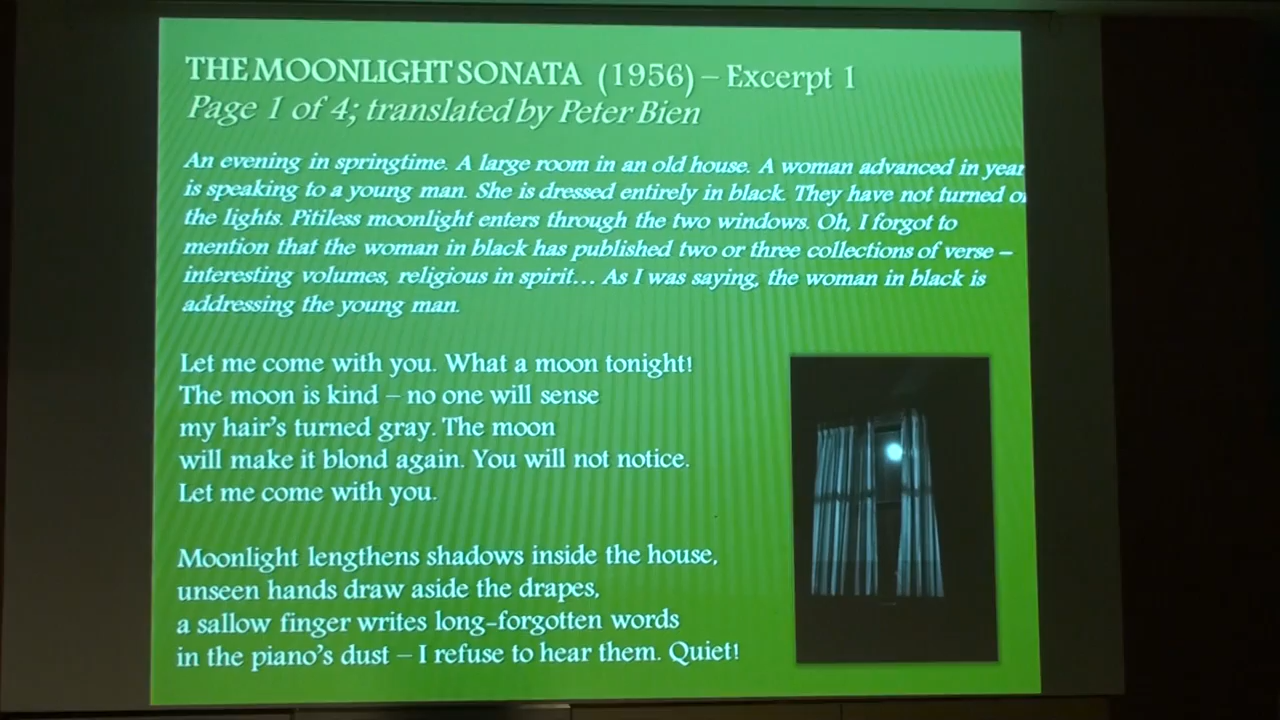 THE MOONLIGHT SONATA (1956) – Excerpt 1
Page 1 of 4; translated by Peter Bien
An evening in springtime. A large room in an old house. A woman advanced in year
is speaking to a young man. She is dressed entirely in black. They have not turned o
the lights. Pitiless moonlight enters through the two windows. Oh, I forgot to
mention that the woman in black has published two or three collections of verse –
interesting volumes, religious in spirit… As I was saying, the woman in black is
addressing the young man.
Let me come with you. What a moon tonight!
The moon is kind – no one will sense
my hair's turned gray. The moon
will make it blond again. You will not notice.
Let me come with you.
Moonlight lengthens shadows inside the house,
unseen hands draw aside the drapes,
a sallow finger writes long-forgotten words
in the piano's dust – I refuse to hear them. Quiet!